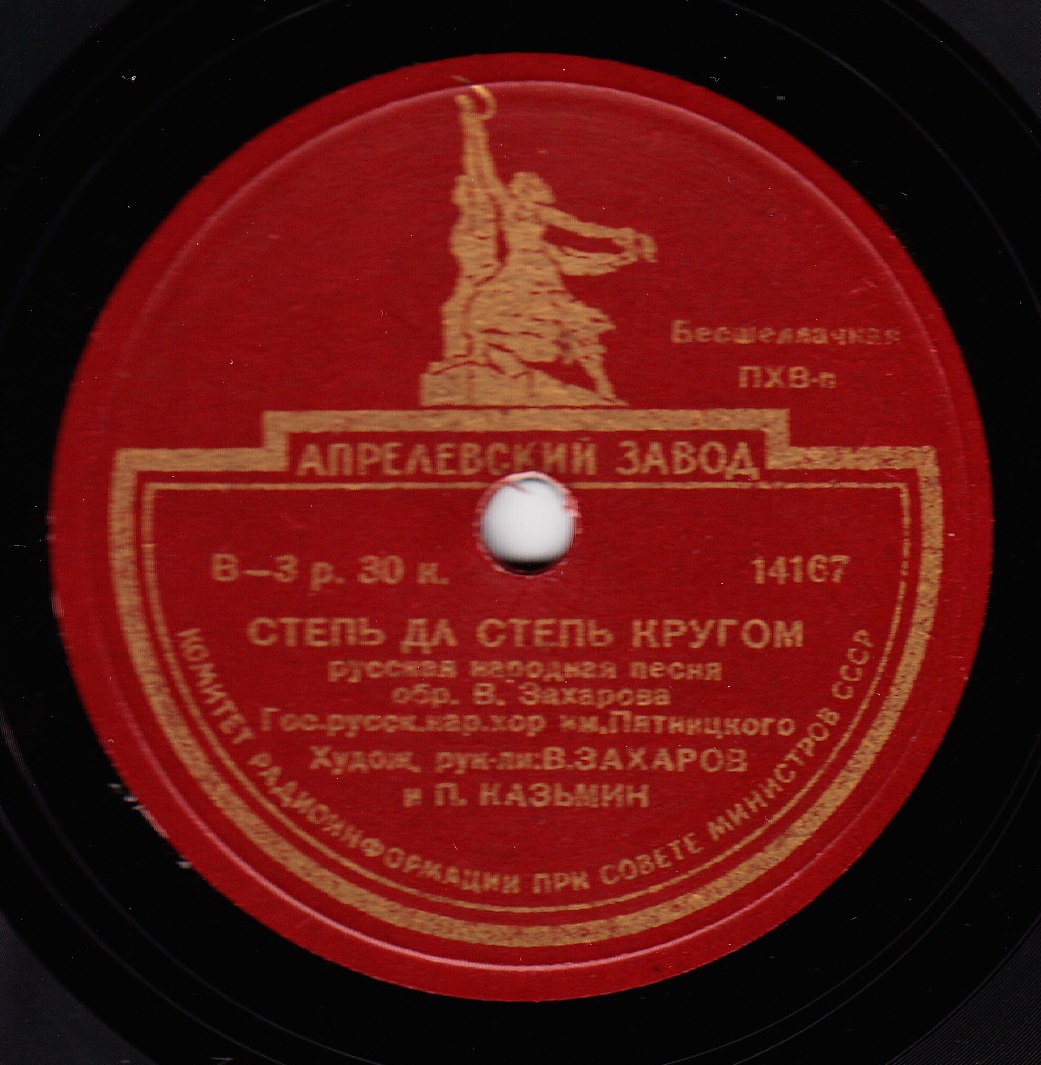 Бесшеллачная
ПХВ-п
АПРЕЛЕВСКИЙ ЗАВОД
В—3 р. 30 к.
14167
СТЕПЬ ДА СТЕПЬ КРУГОМ
русская народная песня
обр. В. Захарова
Гос.русск.нар.хор им.Пятницкого
Худож. рук-ли:В.ЗАХАРОВ
и П. КАЗЬМИН
КОМИТЕТ РАДИОИНФОРМАЦИИ ПРИ СОВЕТЕ МИНИСТРОВ СССР